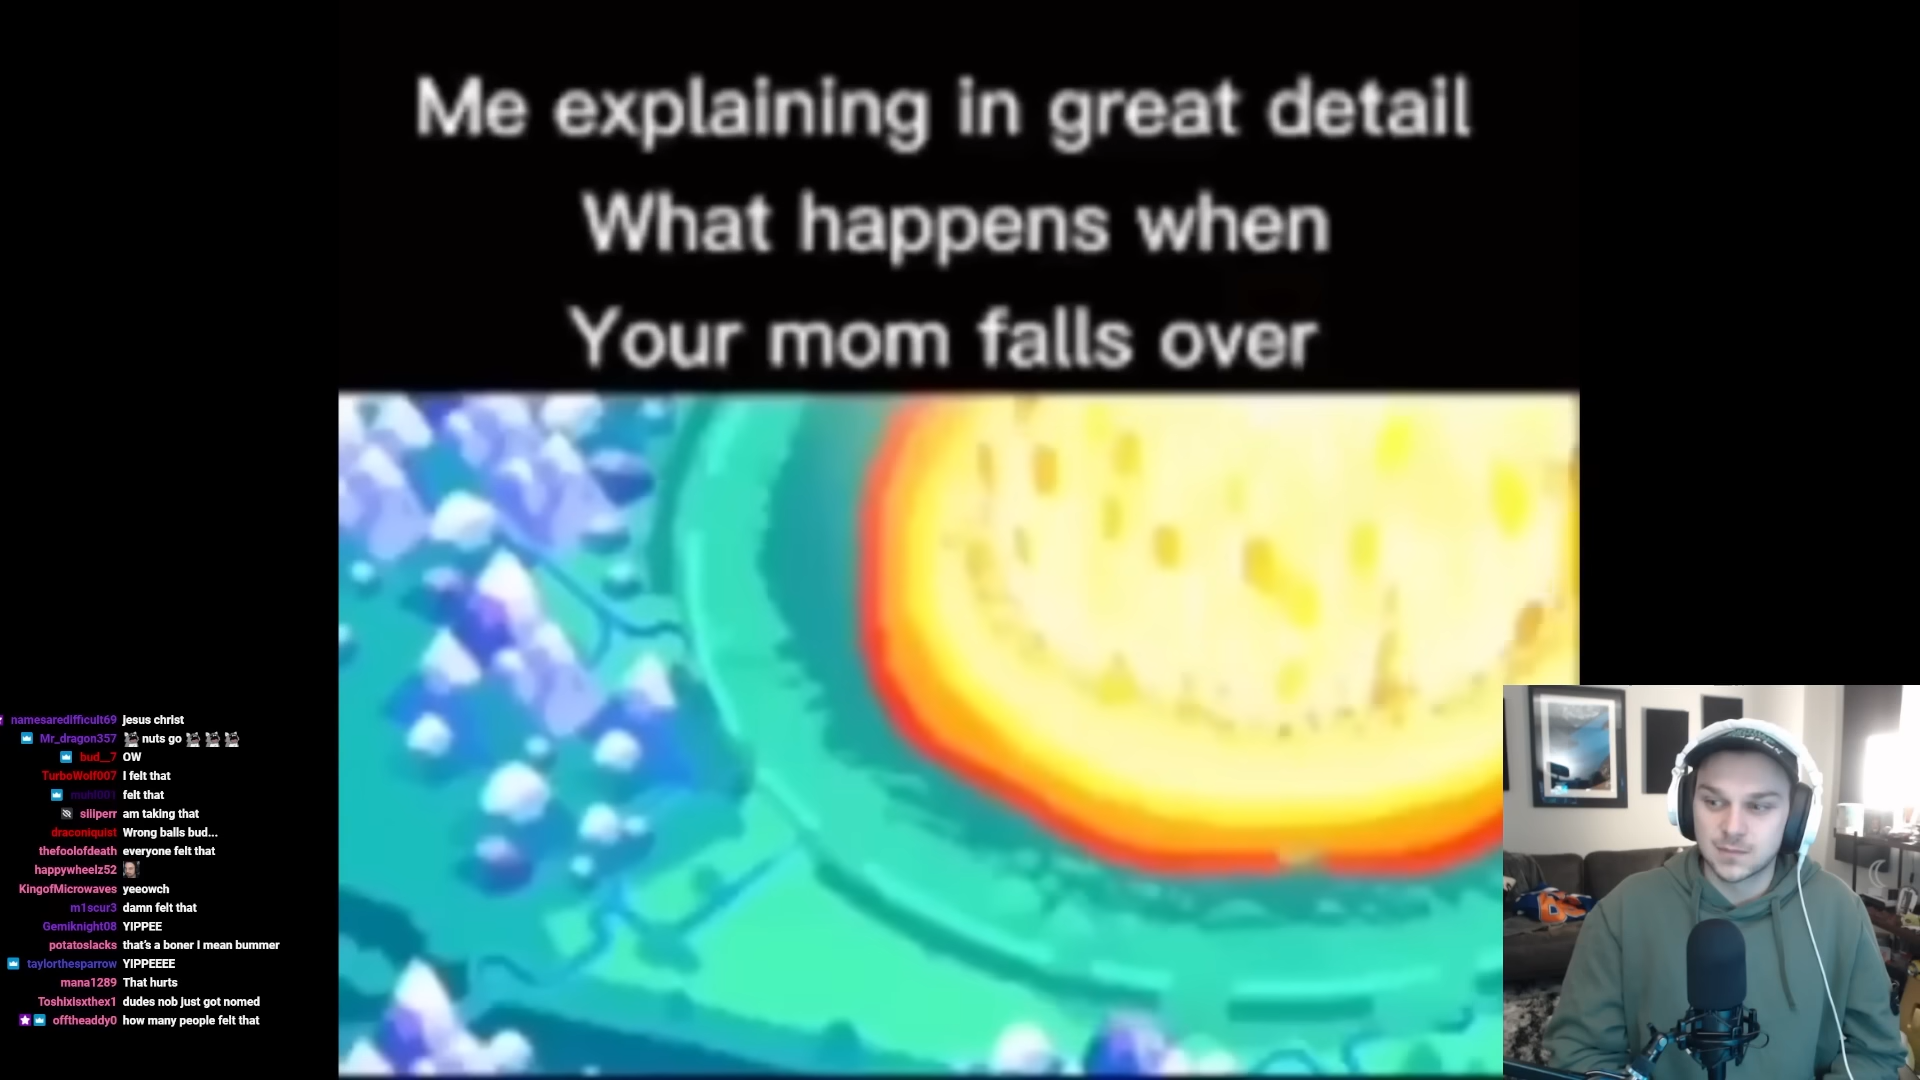 Me explaining in great detail
What happens when
Your mom falls over
namesaredifficult69 jesus christ
Mr_dragon357 nuts go
bud__7 OW
TurboWolf007 I felt that
muhl001 felt that
siliperr am taking that
draconiquist Wrong balls bud...
thefoolofdeath everyone felt that
happywheelz52
KingofMicrowaves yeeowch
m1scur3 damn felt that
Gemiknight08 YIPPEE
potatoslacks that's a boner I mean bummer
taylorthesparrow YIPPEEEE
mana1289 That hurts
Toshixisxthex1 dudes nob just got nomed
offtheaddy0 how many people felt that